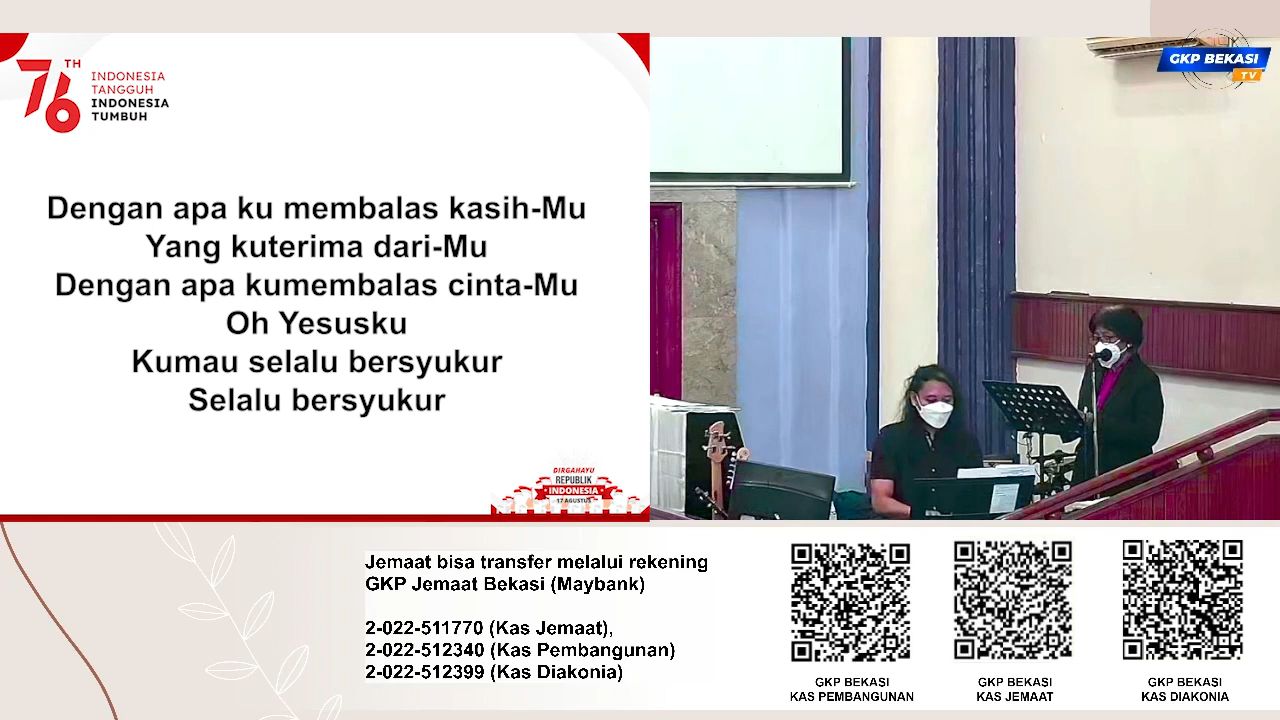 76TH
INDONESIA
TANGGUH
INDONESIA
TUMBUH
Dengan apa ku membalas kasih-Mu
Yang kuterima dari-Mu
Dengan apa kumembalas cinta-Mu
Oh Yesusku
Kumau selalu bersyukur
Selalu bersyukur
DIRGAHAYU
REPUBLIK
INDONESIA
17 AGUSTUS
GKP BEKASI
TV
Jemaat bisa transfer melalui rekening
GKP Jemaat Bekasi (Maybank)
2-022-511770 (Kas Jemaat),
2-022-512340 (Kas Pembangunan)
2-022-512399 (Kas Diakonia)
GKP BEKASI
KAS PEMBANGUNAN
GKP BEKASI
KAS JEMAAT
GKP BEKASI
KAS DIAKONIA